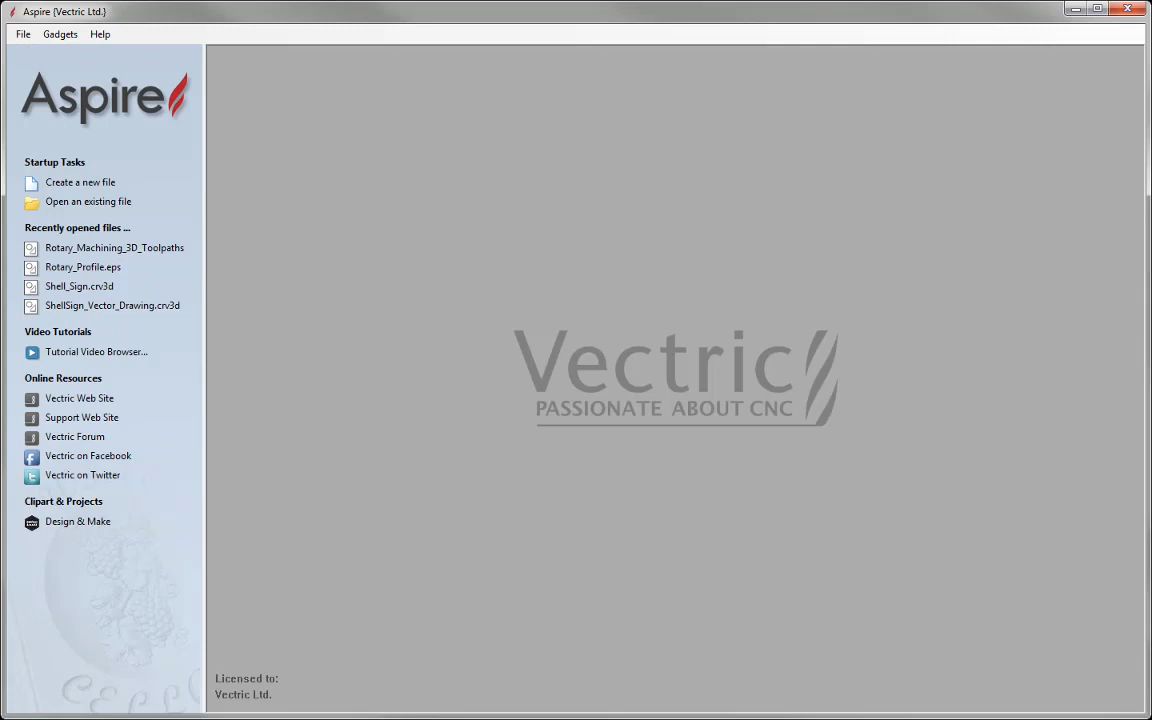 Aspire {Vectric Ltd.}
File Gadgets Help
Aspire
Startup Tasks
Create a new file
Open an existing file
Recently opened files ...
Rotary_Machining_3D_Toolpaths
Rotary_Profile.eps
Shell_Sign.crv3d
ShellSign_Vector_Drawing.crv3d
Video Tutorials
Tutorial Video Browser...
Online Resources
Vectric Web Site
Support Web Site
Vectric Forum
Vectric on Facebook
Vectric on Twitter
Clipart & Projects
Design & Make
Vectric
PASSIONATE ABOUT CNC
Licensed to:
Vectric Ltd.